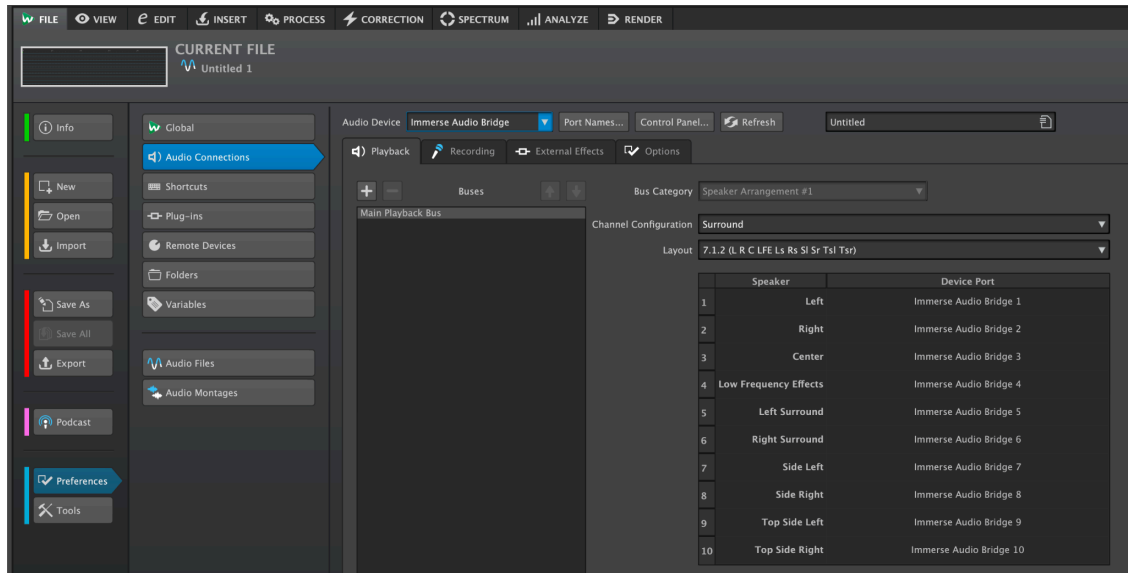 FILE VIEW EDIT INSERT PROCESS CORRECTION SPECTRUM ANALYZE RENDER
CURRENT FILE
Untitled 1
Info
New
Open
Import
Save As
Save All
Export
Podcast
Preferences
Tools
Global
Audio Connections
Shortcuts
Plug-ins
Remote Devices
Folders
Variables
Audio Files
Audio Montages
Audio Device Immerse Audio Bridge Port Names... Control Panel... Refresh Untitled
Playback Recording External Effects Options
Buses
Main Playback Bus
Bus Category Speaker Arrangement #1
Channel Configuration Surround
Layout 7.1.2 (L R C LFE Ls Rs Sl Sr Tsl Tsr)
Speaker Device Port
1 Left Immerse Audio Bridge 1
2 Right Immerse Audio Bridge 2
3 Center Immerse Audio Bridge 3
4 Low Frequency Effects Immerse Audio Bridge 4
5 Left Surround Immerse Audio Bridge 5
6 Right Surround Immerse Audio Bridge 6
7 Side Left Immerse Audio Bridge 7
8 Side Right Immerse Audio Bridge 8
9 Top Side Left Immerse Audio Bridge 9
10 Top Side Right Immerse Audio Bridge 10